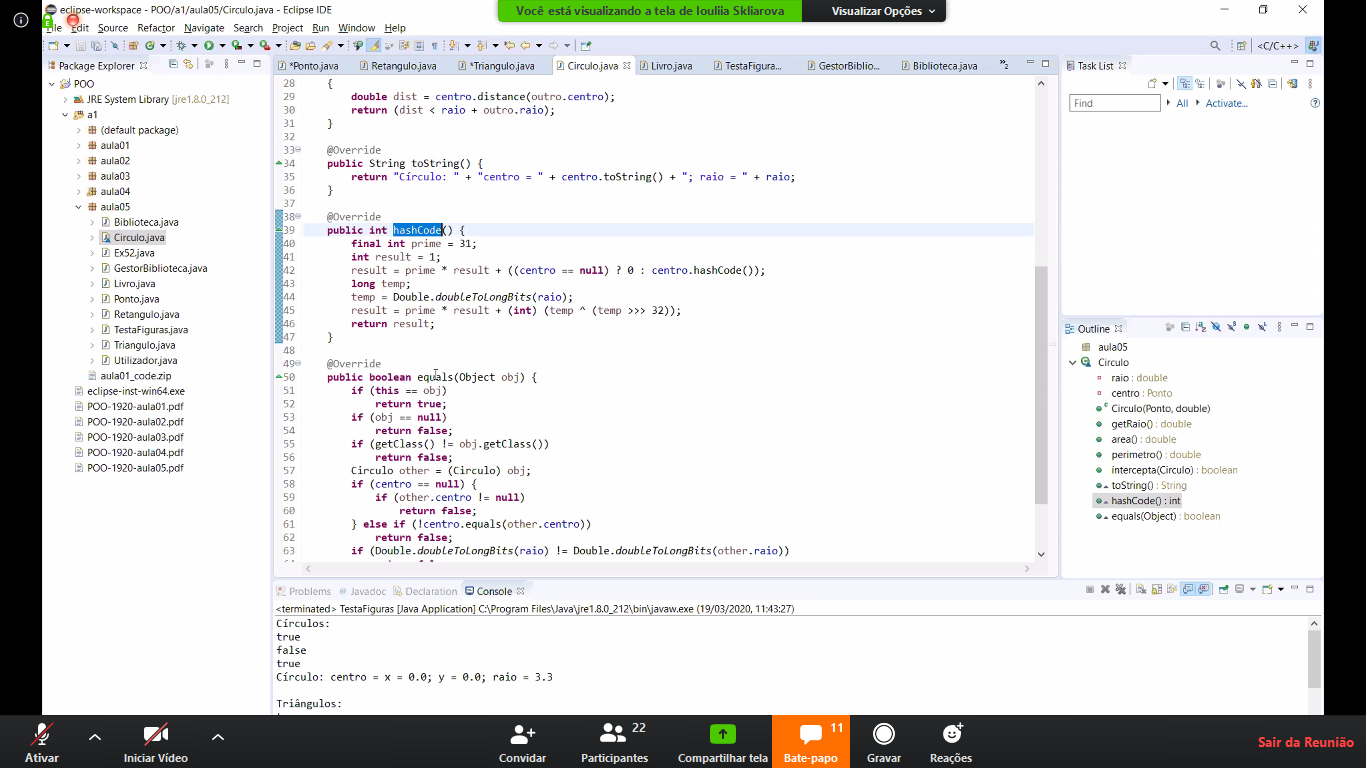 eclipse-workspace - POO/a1/aula05/Circulo.java - Eclipse IDE
Você está visualizando a tela de Iouliia Skliarova
Visualizar Opções
File Edit Source Refactor Navigate Search Project Run Window Help
<C/C++>
Package Explorer
POO
JRE System Library [jre1.8.0_212]
a1
(default package)
aula01
aula02
aula03
aula04
aula05
Biblioteca.java
Circulo.java
Ex52.java
GestorBiblioteca.java
Livro.java
Ponto.java
Retangulo.java
TestaFiguras.java
Triangulo.java
Utilizador.java
aula01_code.zip
eclipse-inst-win64.exe
POO-1920-aula01.pdf
POO-1920-aula02.pdf
POO-1920-aula03.pdf
POO-1920-aula04.pdf
POO-1920-aula05.pdf
*Ponto.java Retangulo.java *Triangulo.java Circulo.java Livro.java TestaFigura... GestorBiblio... Biblioteca.java »2
28 {
29 double dist = centro.distance(outro.centro);
30 return (dist < raio + outro.raio);
31 }
32
33 @Override
34 public String toString() {
35 return "Círculo: " + "centro = " + centro.toString() + "; raio = " + raio;
36 }
37
38 @Override
39 public int hashCode() {
40 final int prime = 31;
41 int result = 1;
42 result = prime * result + ((centro == null) ? 0 : centro.hashCode());
43 long temp;
44 temp = Double.doubleToLongBits(raio);
45 result = prime * result + (int) (temp ^ (temp >>> 32));
46 return result;
47 }
48
49 @Override
50 public boolean equals(Object obj) {
51 if (this == obj)
52 return true;
53 if (obj == null)
54 return false;
55 if (getClass() != obj.getClass())
56 return false;
57 Circulo other = (Circulo) obj;
58 if (centro == null) {
59 if (other.centro != null)
60 return false;
61 } else if (!centro.equals(other.centro))
62 return false;
63 if (Double.doubleToLongBits(raio) != Double.doubleToLongBits(other.raio))
Task List
Find All Activate...
Outline
aula05
Circulo
raio : double
centro : Ponto
Circulo(Ponto, double)
getRaio() : double
area() : double
perimetro() : double
intercepta(Circulo) : boolean
toString() : String
hashCode() : int
equals(Object) : boolean
Problems Javadoc Declaration Console
<terminated> TestaFiguras [Java Application] C:\Program Files\Java\jre1.8.0_212\bin\javaw.exe (19/03/2020, 11:43:27)
Círculos:
true
false
true
Círculo: centro = x = 0.0; y = 0.0; raio = 3.3
Triângulos:
Ativar
Iniciar Vídeo
Convidar
22
Participantes
Compartilhar tela
11
Bate-papo
Gravar
Reações
Sair da Reunião